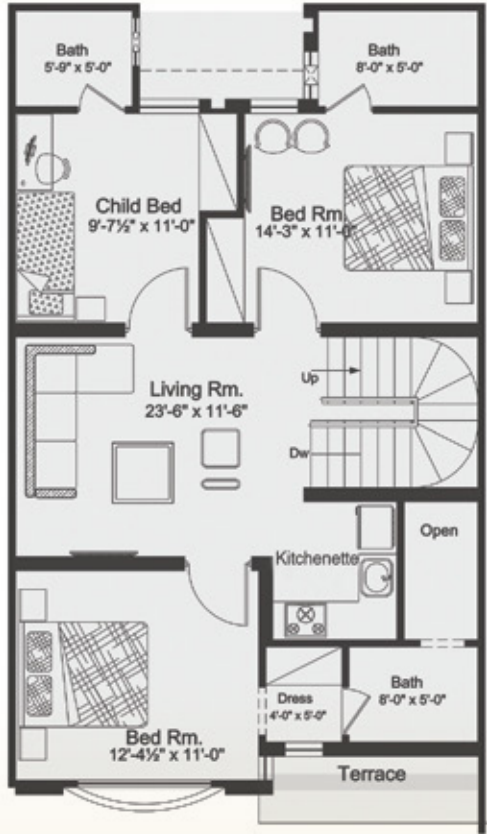 Bath
5'-9" x 5'-0"
Bath
8'-0" x 5'-0"
Child Bed
9'-7½" x 11'-0"
Bed Rm.
14'-3" x 11'-0"
Living Rm.
23'-6" x 11'-6"
Up
Dw
Kitchenette
Open
Dress
4'-0" x 5'-0"
Bath
8'-0" x 5'-0"
Bed Rm.
12'-4½" x 11'-0"
Terrace